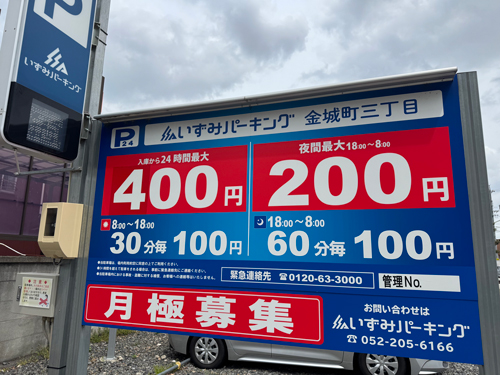 P
いずみパーキング
P24 いずみパーキング 金城町三丁目
入庫から24時間最大
400円
夜間最大18:00~8:00
200円
8:00~18:00
30分毎100円
18:00~8:00
60分毎100円
緊急連絡先 ☎0120-63-3000
管理No.
月極募集
お問い合わせは
いずみパーキング
☎052-205-6166